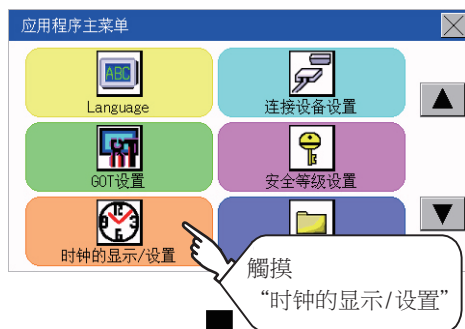 应用程序主菜单
ABC
Language
连接设备设置
GOT设置
安全等级设置
时钟的显示/设置
觸摸
“时钟的显示/设置”